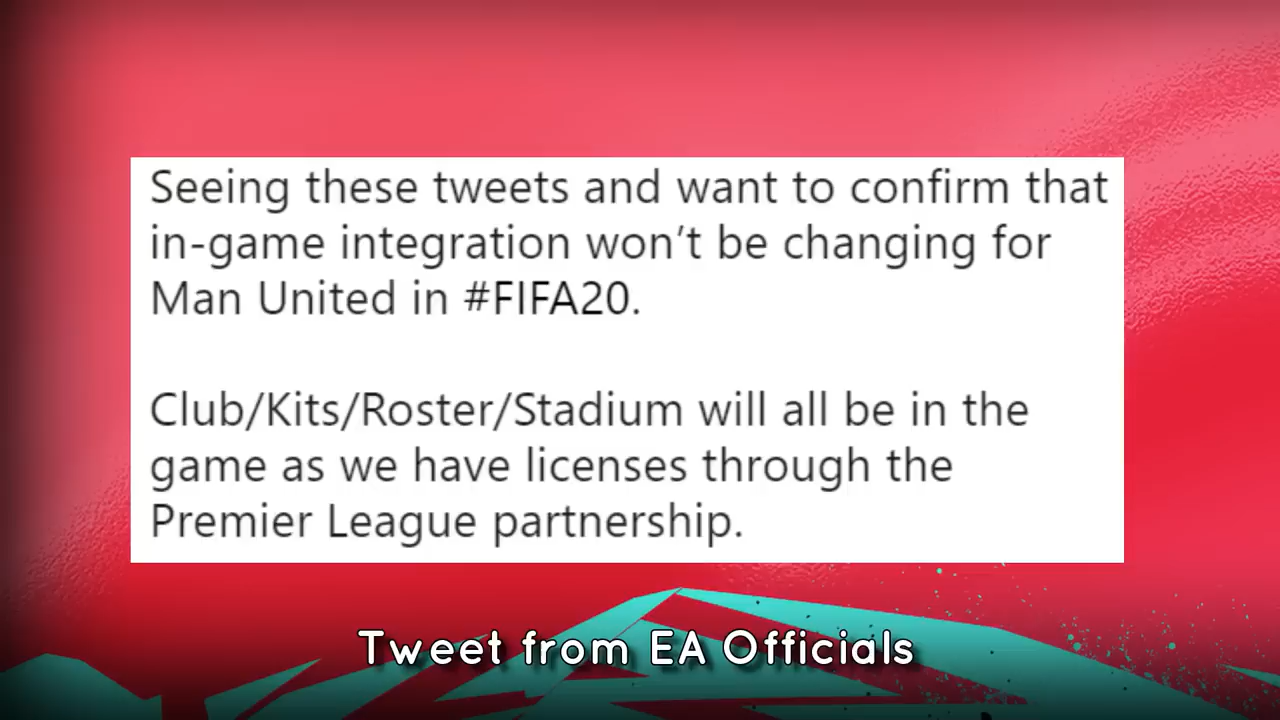 Seeing these tweets and want to confirm that
in-game integration won't be changing for
Man United in #FIFA20.
Club/Kits/Roster/Stadium will all be in the
game as we have licenses through the
Premier League partnership.
Tweet from EA Officials